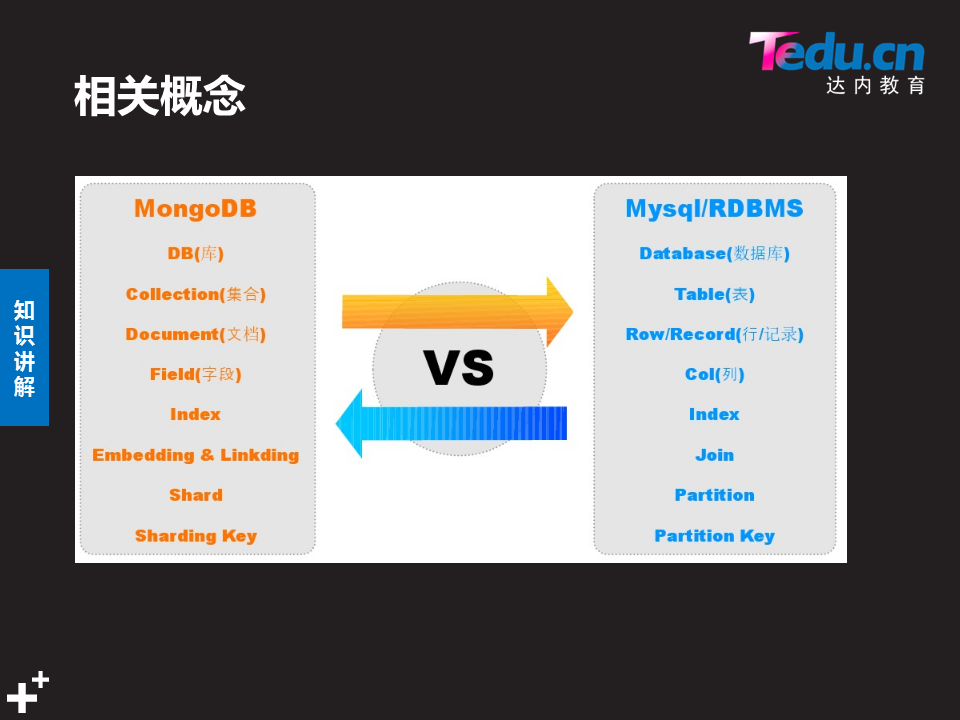 Tedu.cn
达内教育
相关概念
知识讲解
MongoDB
DB(库)
Collection(集合)
Document(文档)
Field(字段)
Index
Embedding & Linkding
Shard
Sharding Key
VS
Mysql/RDBMS
Database(数据库)
Table(表)
Row/Record(行/记录)
Col(列)
Index
Join
Partition
Partition Key